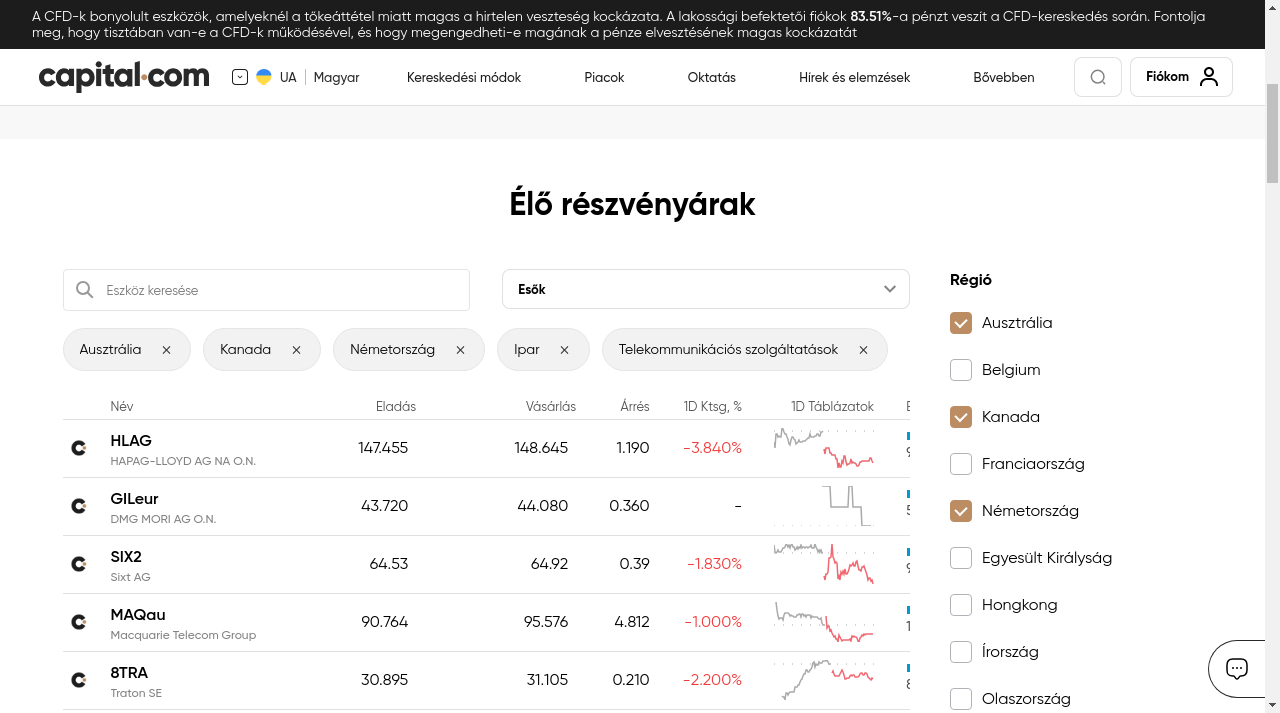 A CFD-k bonyolult eszközök, amelyeknél a tőkeáttétel miatt magas a hirtelen veszteség kockázata. A lakossági befektetői fiókok 83.51%-a pénzt veszít a CFD-kereskedés során. Fontolja
meg, hogy tisztában van-e a CFD-k működésével, és hogy megengedheti-e magának a pénze elvesztésének magas kockázatát
capital.com UA Magyar Kereskedési módok Piacok Oktatás Hírek és elemzések Bővebben Fiókom
Élő részvényárak
Eszköz keresése Esők
Ausztrália Kanada Németország Ipar Telekommunikációs szolgáltatások
Név Eladás Vásárlás Árrés 1D Ktsg, % 1D Táblázatok
HLAG 147.455 148.645 1.190 -3.840%
HAPAG-LLOYD AG NA O.N.
GILeur 43.720 44.080 0.360 -
DMG MORI AG O.N.
SIX2 64.53 64.92 0.39 -1.830%
Sixt AG
MAQau 90.764 95.576 4.812 -1.000%
Macquarie Telecom Group
8TRA 30.895 31.105 0.210 -2.200%
Traton SE
Régió
Ausztrália
Belgium
Kanada
Franciaország
Németország
Egyesült Királyság
Hongkong
Írország
Olaszország